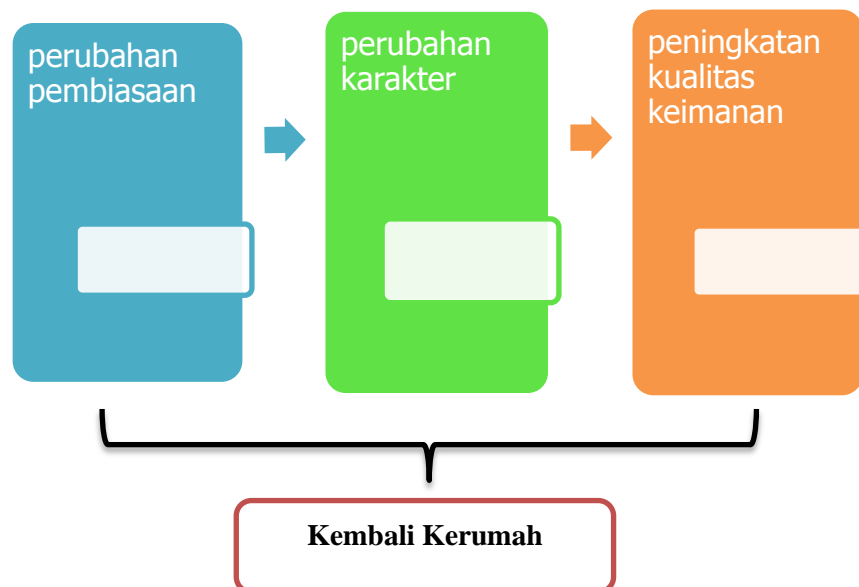 perubahan
pembiasaan
perubahan
karakter
peningkatan
kualitas
keimanan
Kembali Kerumah